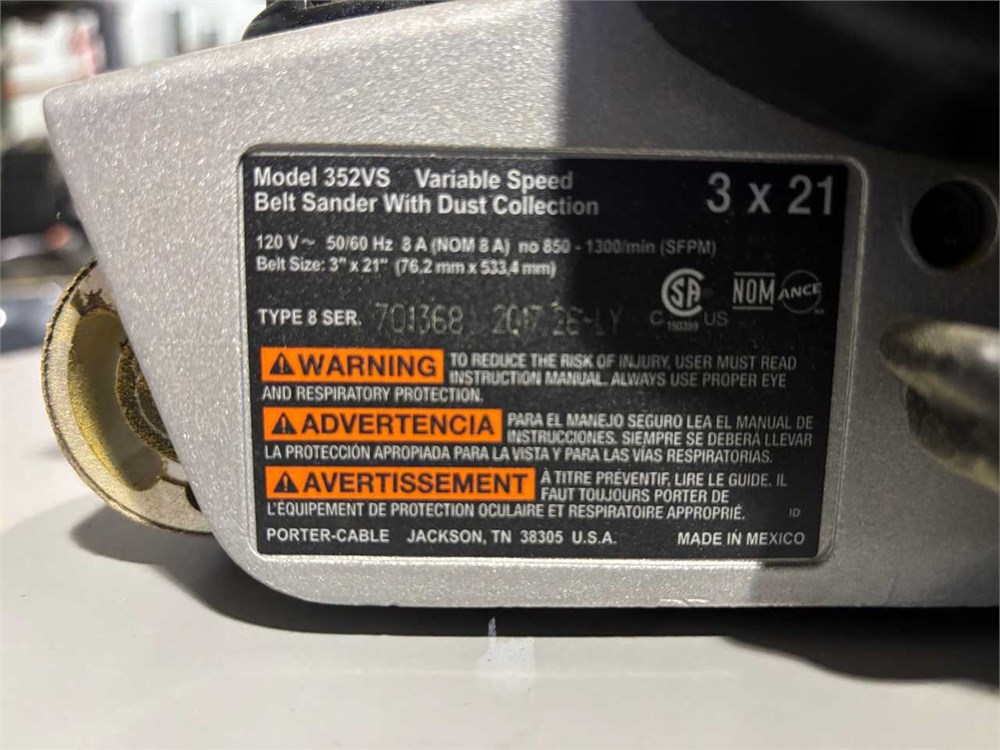 Model 352VS Variable Speed
Belt Sander With Dust Collection
3 x 21
120 V~ 50/60 Hz 8 A (NOM 8 A) no 850 - 1300/min (SFPM)
Belt Size: 3" x 21" (76,2 mm x 533,4 mm)
SA
C 150399 US
NOM ANCE
TYPE 8 SER. 701368 2017 26-LY
⚠WARNING TO REDUCE THE RISK OF INJURY, USER MUST READ
INSTRUCTION MANUAL. ALWAYS USE PROPER EYE
AND RESPIRATORY PROTECTION.
⚠ADVERTENCIA PARA EL MANEJO SEGURO LEA EL MANUAL DE
INSTRUCCIONES. SIEMPRE SE DEBERÁ LLEVAR
LA PROTECCIÓN APROPIADA PARA LA VISTA Y PARA LAS VÍAS RESPIRATORIAS.
⚠AVERTISSEMENT À TITRE PRÉVENTIF, LIRE LE GUIDE. IL
FAUT TOUJOURS PORTER DE
L'ÉQUIPEMENT DE PROTECTION OCULAIRE ET RESPIRATOIRE APPROPRIÉ. ID
PORTER-CABLE JACKSON, TN 38305 U.S.A. MADE IN MEXICO